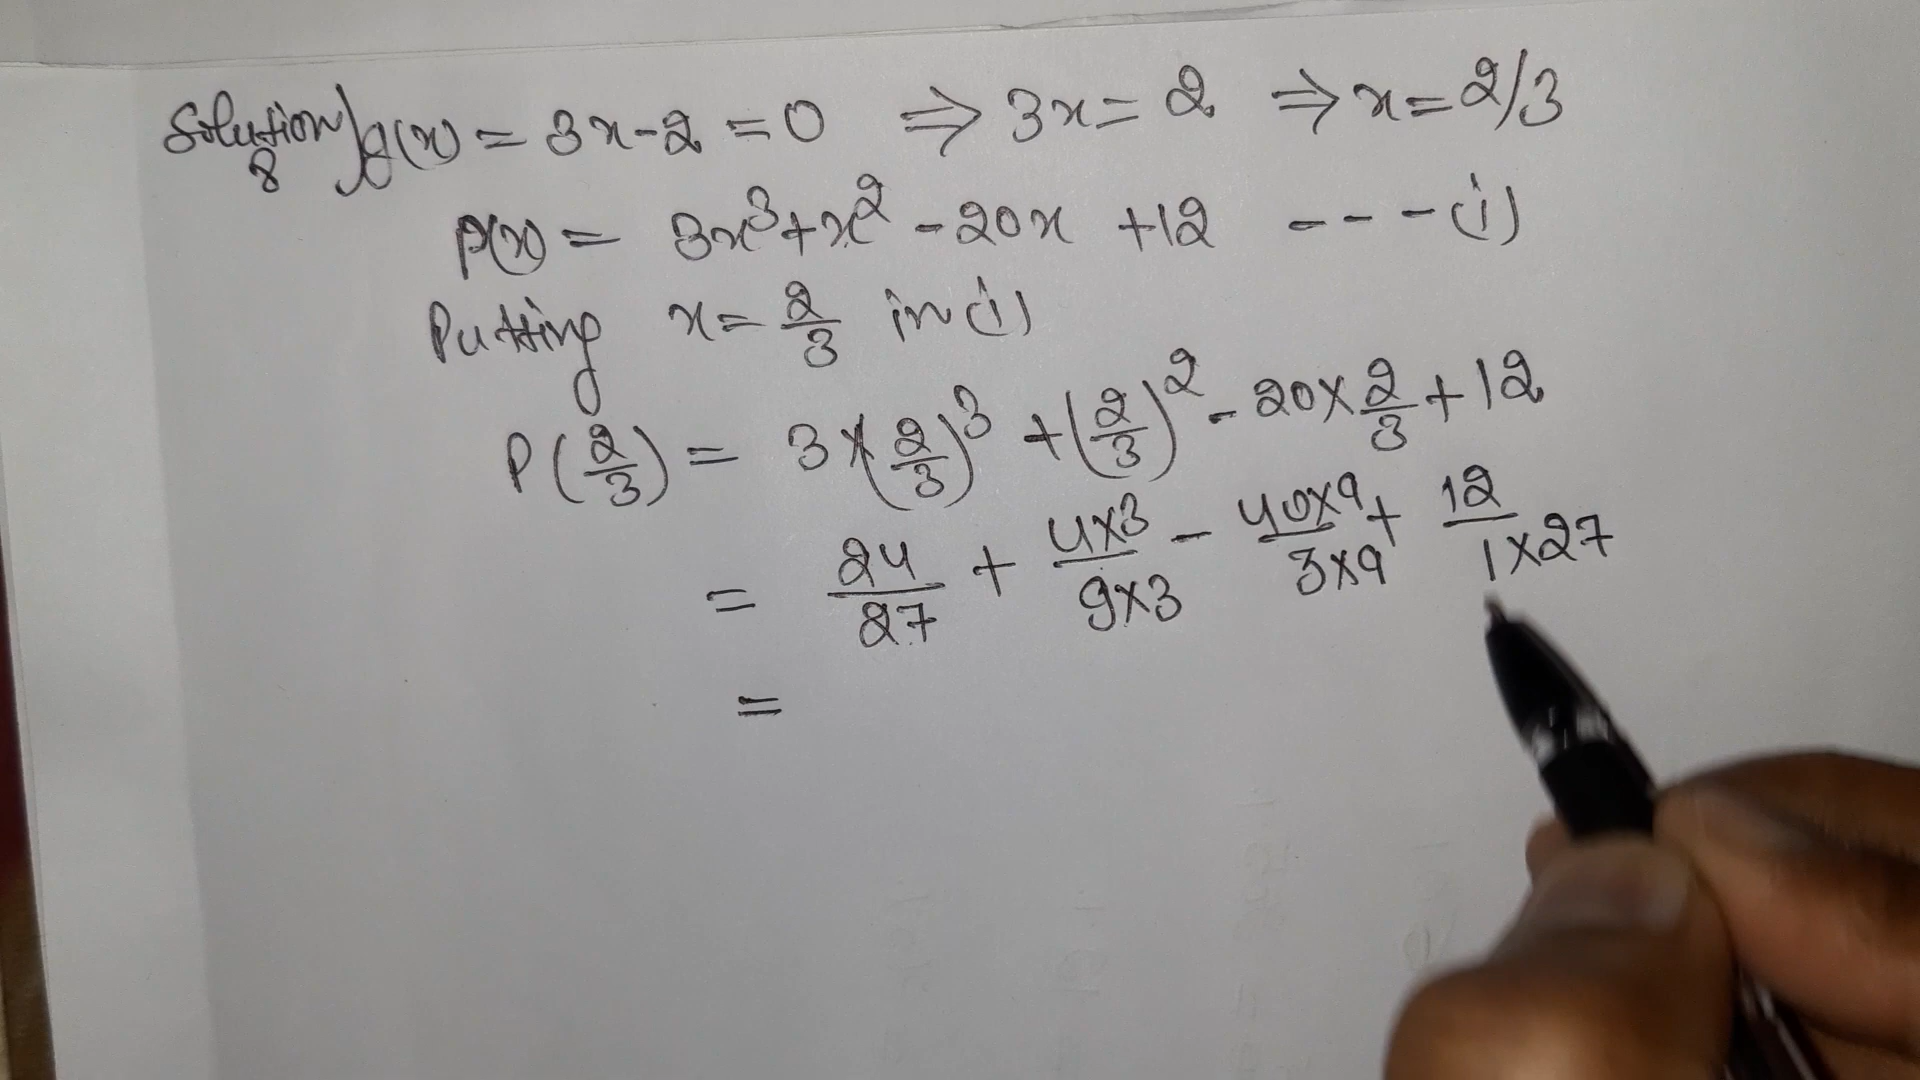 Solution 8) g(x) = 3x-2 = 0 ⇒ 3x = 2 ⇒ x = 2/3
P(x) = 3x³+x² - 20x +12 ---(i)
Putting x = 2/3 in (i)
P(2/3) = 3×(2/3)³ + (2/3)² - 20×2/3 + 12
= 24/27 + 4×3/9×3 - 40×9/3×9 + 12/1×27
=